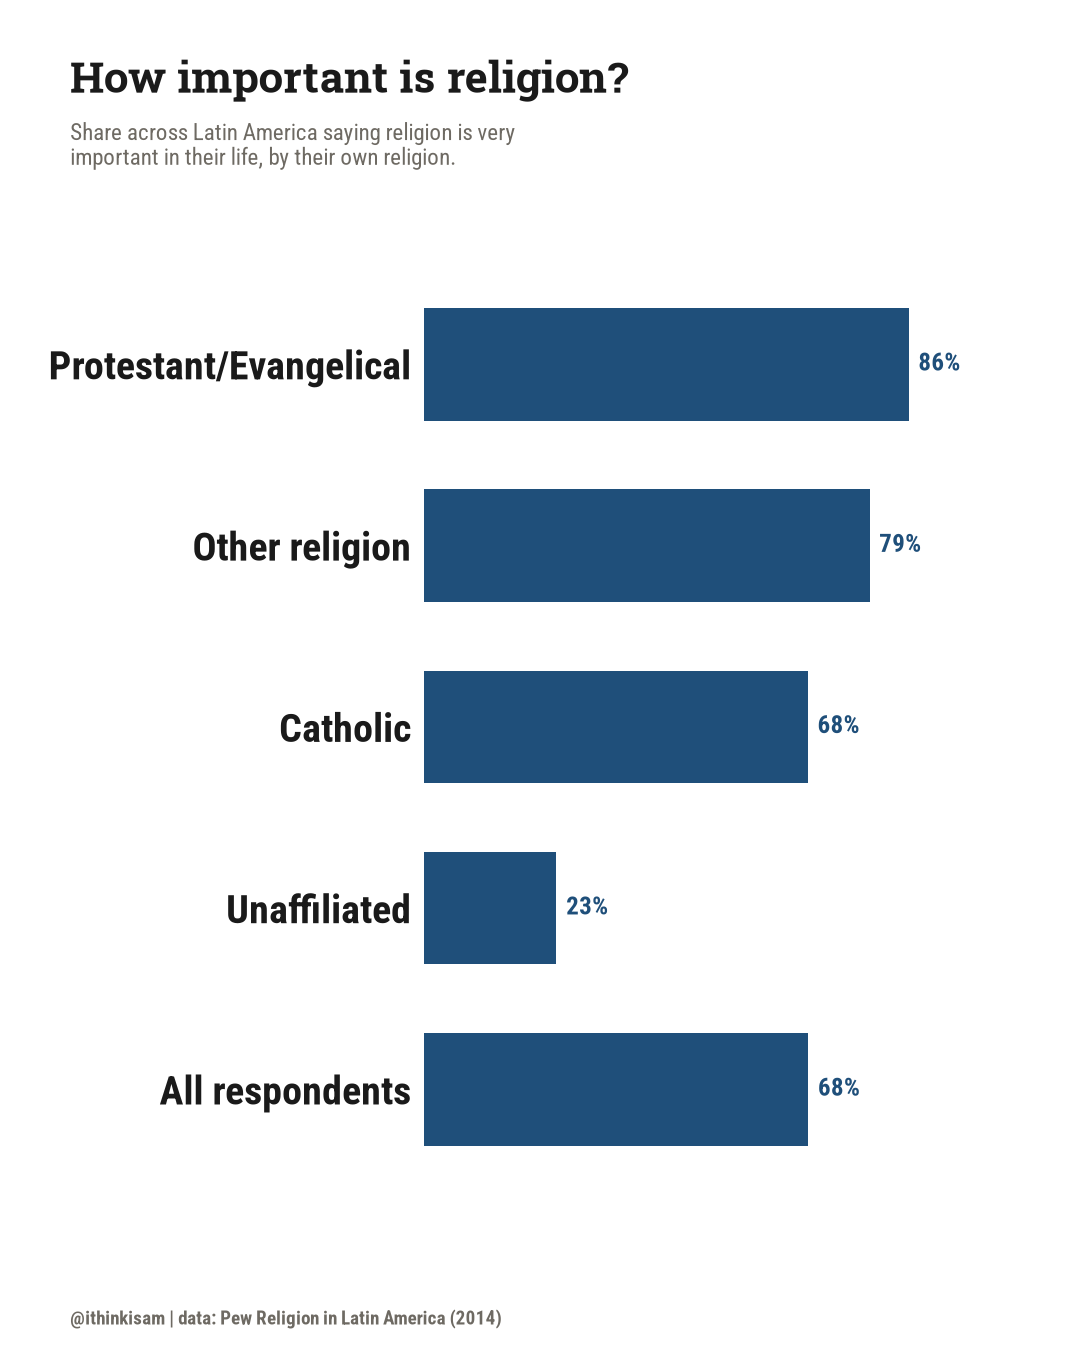 How important is religion?
Share across Latin America saying religion is very
important in their life, by their own religion.
Protestant/Evangelical 86%
Other religion 79%
Catholic 68%
Unaffiliated 23%
All respondents 68%
@ithinkisam | data: Pew Religion in Latin America (2014)